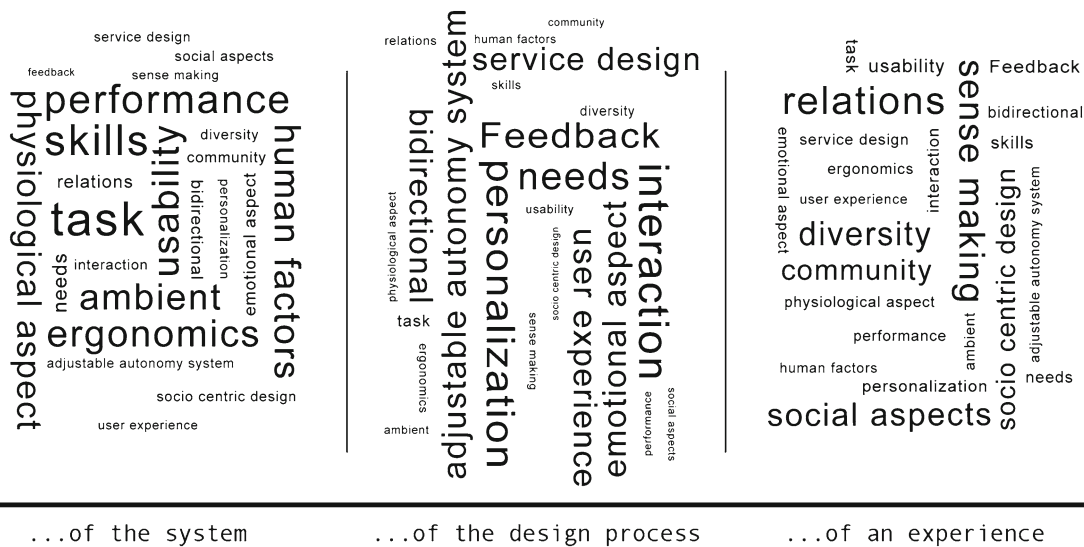 service design
social aspects
feedback
sense making
performance
physiological aspect
skills
usability
human factors
diversity
community
relations
bidirectional
personalization
emotional aspect
task
needs
interaction
ambient
ergonomics
adjustable autonomy system
socio centric design
user experience
community
relations
adjustable autonomy system
human factors
service design
skills
diversity
bidirectional
Feedback
personalization
needs
interaction
physiological aspect
usability
emotional aspect
socio centric design
user experience
task
sense making
ergonomics
performance
social aspects
ambient
task
usability
sense making
Feedback
relations
bidirectional
emotional aspect
service design
interaction
skills
ergonomics
socio centric design
adjustable autonomy system
user experience
diversity
community
physiological aspect
ambient
performance
human factors
needs
personalization
social aspects
...of the system
...of the design process
...of an experience